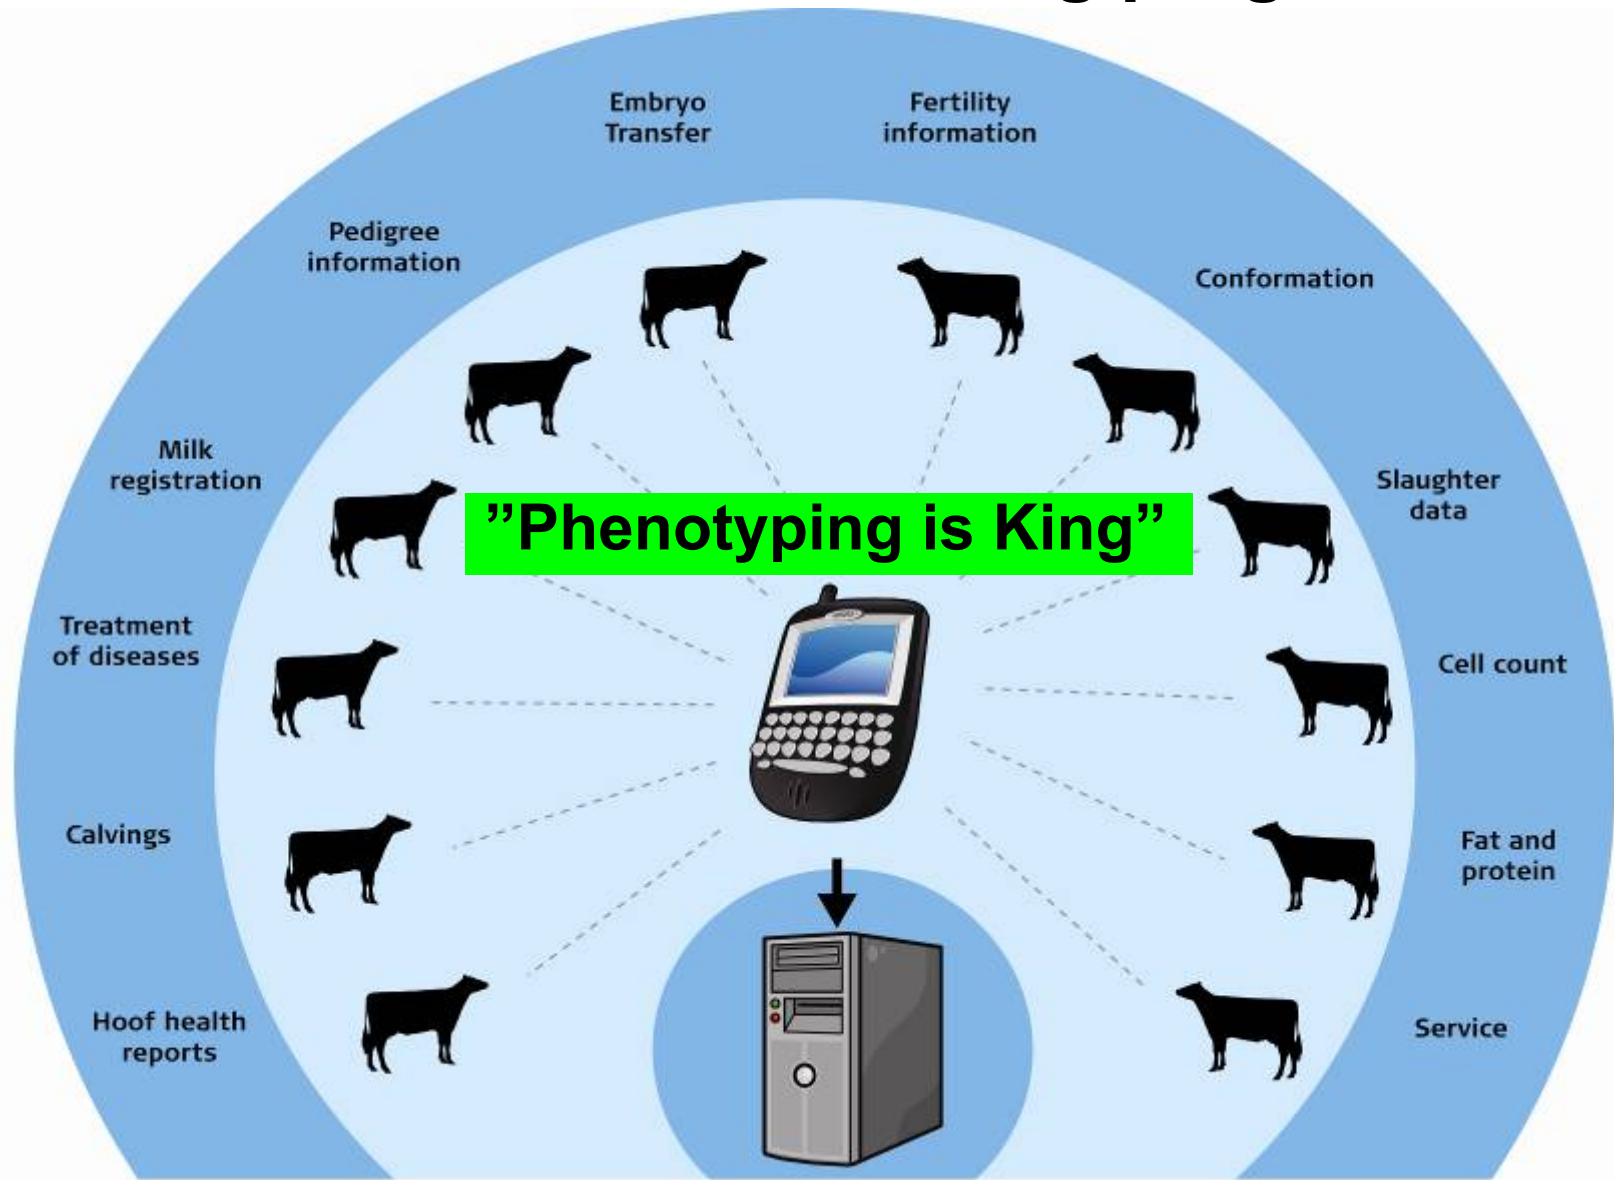 Embryo
Transfer
Fertility
information
Pedigree
information
Conformation
Milk
registration
Slaughter
data
”Phenotyping is King”
Treatment
of diseases
Cell count
Calvings
Fat and
protein
Hoof health
reports
Service